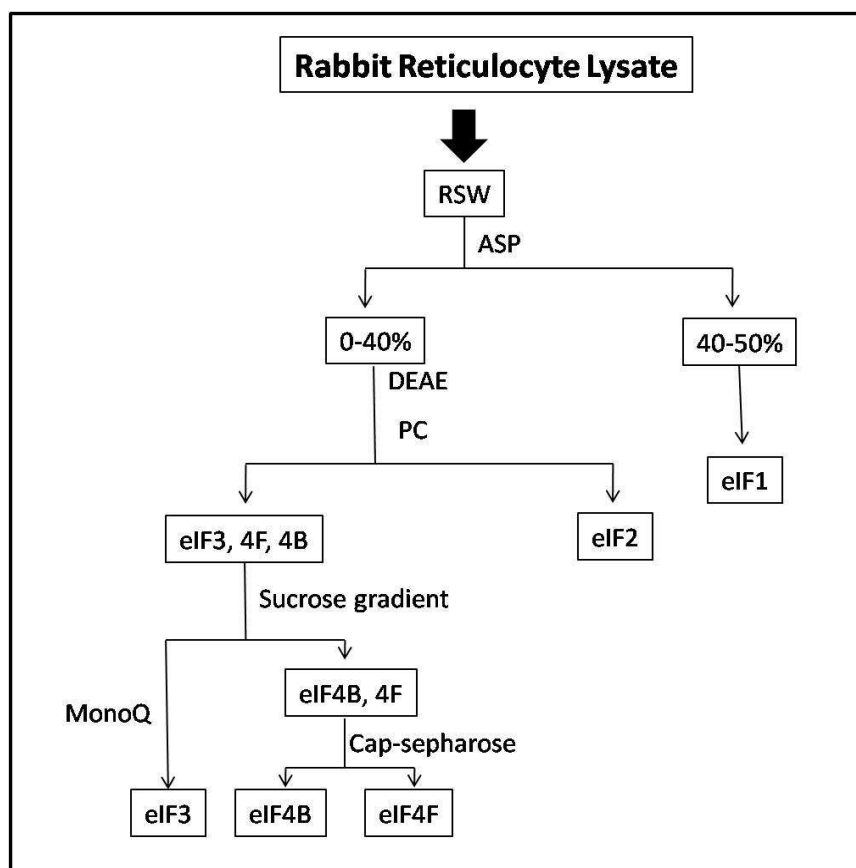 Rabbit Reticulocyte Lysate
RSW
ASP
0-40%
40-50%
DEAE
PC
eIF1
eIF3, 4F, 4B
eIF2
Sucrose gradient
eIF4B, 4F
MonoQ
Cap-sepharose
eIF3
eIF4B
eIF4F